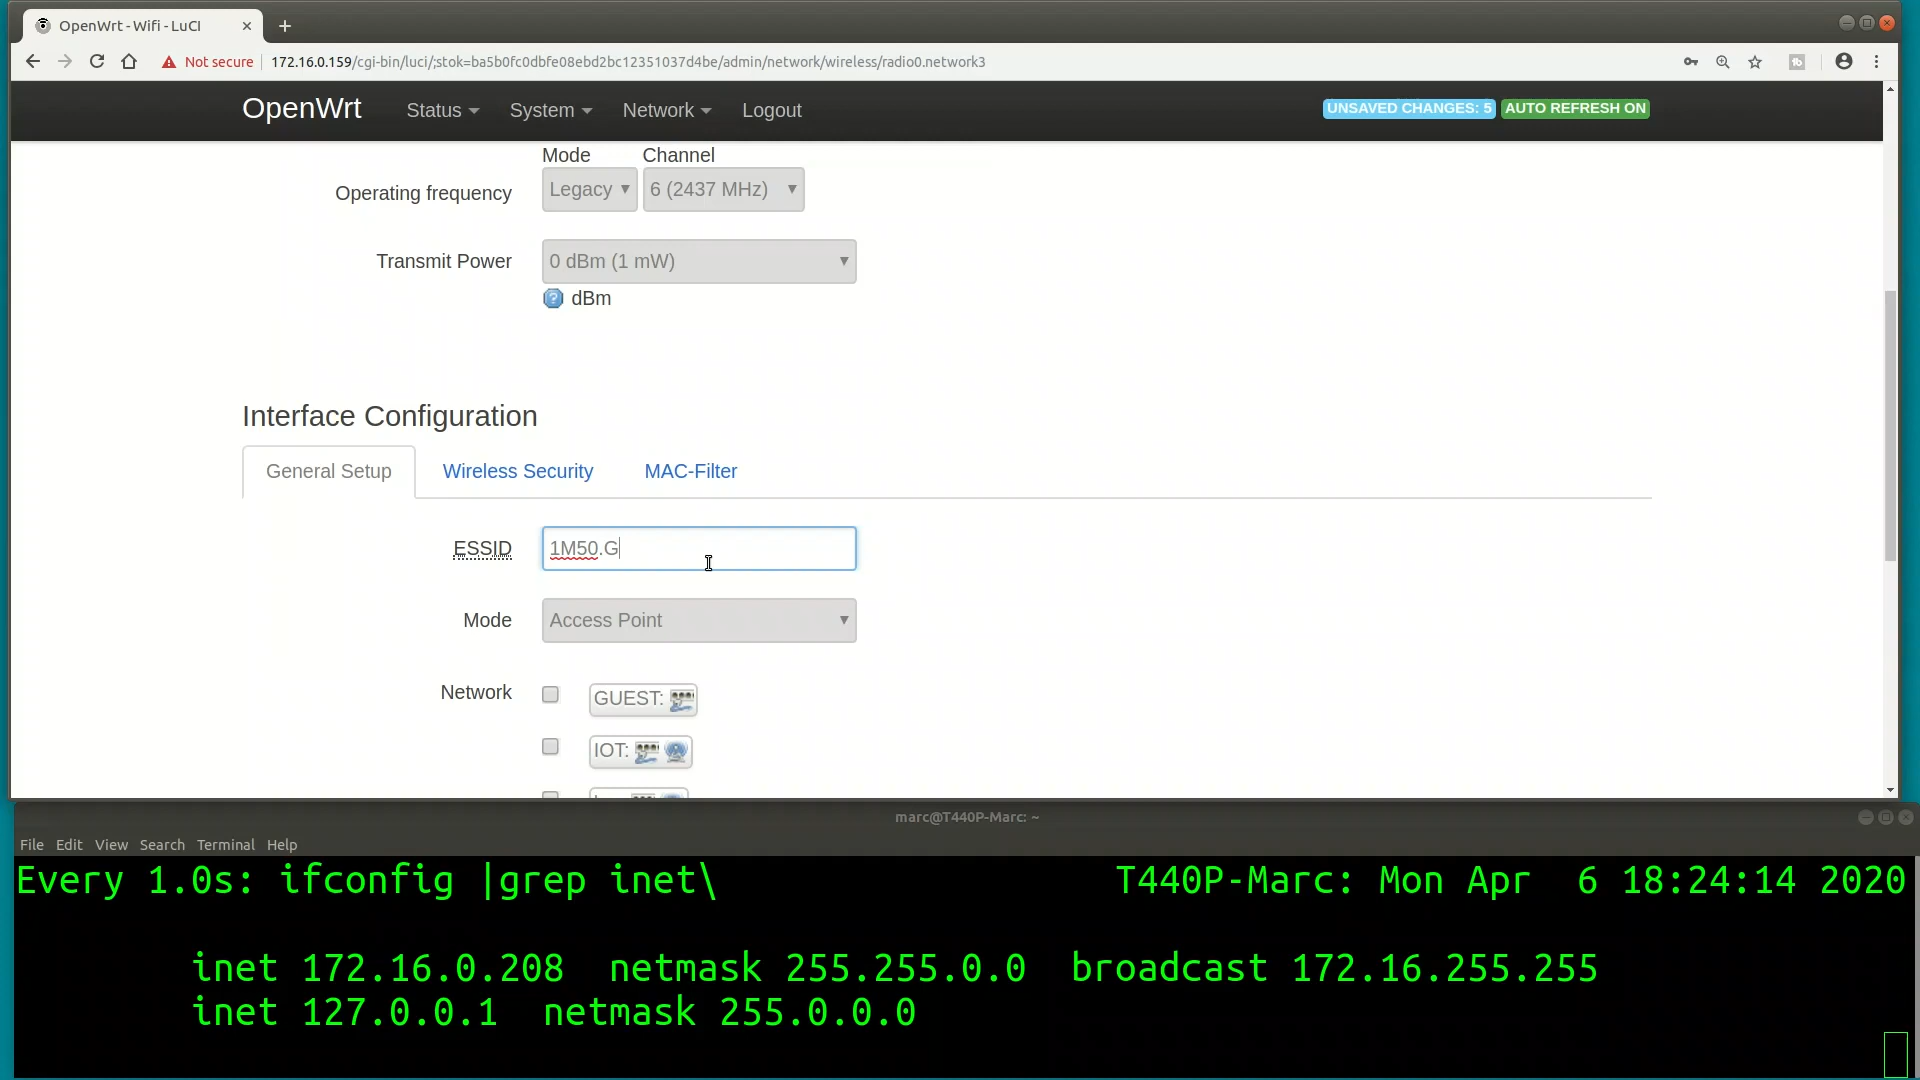 OpenWrt - Wifi - LuCI
Not secure 172.16.0.159/cgi-bin/luci/;stok=ba5b0fc0dbfe08ebd2bc12351037d4be/admin/network/wireless/radio0.network3
OpenWrt Status System Network Logout UNSAVED CHANGES: 5 AUTO REFRESH ON
Mode Channel
Operating frequency Legacy 6 (2437 MHz)
Transmit Power 0 dBm (1 mW)
dBm
Interface Configuration
General Setup Wireless Security MAC-Filter
ESSID 1M50.G
Mode Access Point
Network GUEST:
IOT:
marc@T440P-Marc: ~
File Edit View Search Terminal Help
Every 1.0s: ifconfig |grep inet\ T440P-Marc: Mon Apr 6 18:24:14 2020
inet 172.16.0.208 netmask 255.255.0.0 broadcast 172.16.255.255
inet 127.0.0.1 netmask 255.0.0.0